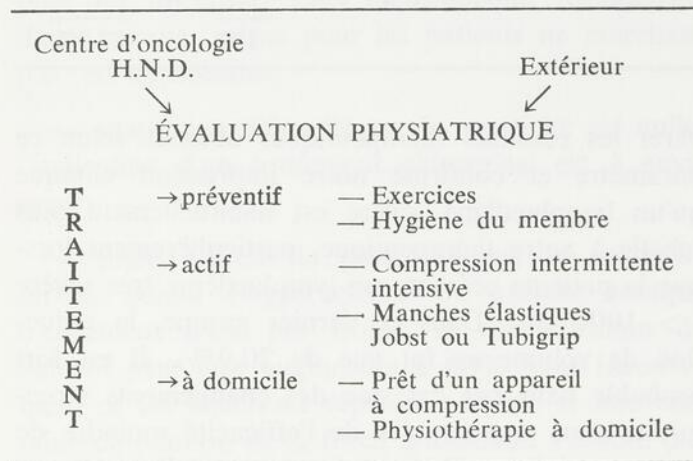 Centre d'oncologie
H.N.D. Extérieur
ÉVALUATION PHYSIATRIQUE
TRAITEMENT
→ préventif — Exercices
— Hygiène du membre
→ actif — Compression intermittente
intensive
— Manches élastiques
Jobst ou Tubigrip
→ à domicile — Prêt d'un appareil
à compression
— Physiothérapie à domicile